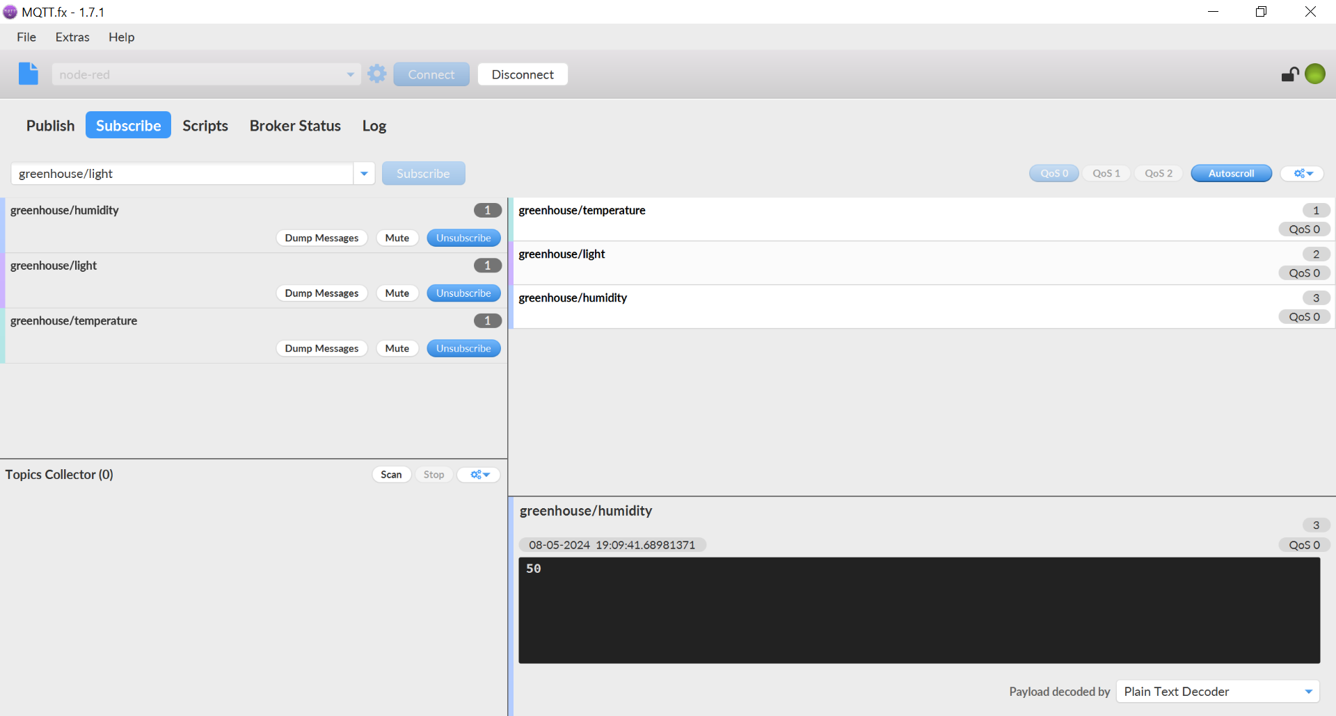 MQTT.fx - 1.7.1
File Extras Help
node-red Connect Disconnect
Publish Subscribe Scripts Broker Status Log
greenhouse/light Subscribe QoS 0 QoS 1 QoS 2 Autoscroll
greenhouse/humidity 1
Dump Messages Mute Unsubscribe
greenhouse/light 1
Dump Messages Mute Unsubscribe
greenhouse/temperature 1
Dump Messages Mute Unsubscribe
Topics Collector (0) Scan Stop
greenhouse/temperature 1
QoS 0
greenhouse/light 2
QoS 0
greenhouse/humidity 3
QoS 0
greenhouse/humidity
3
08-05-2024 19:09:41.68981371 QoS 0
50
Payload decoded by Plain Text Decoder